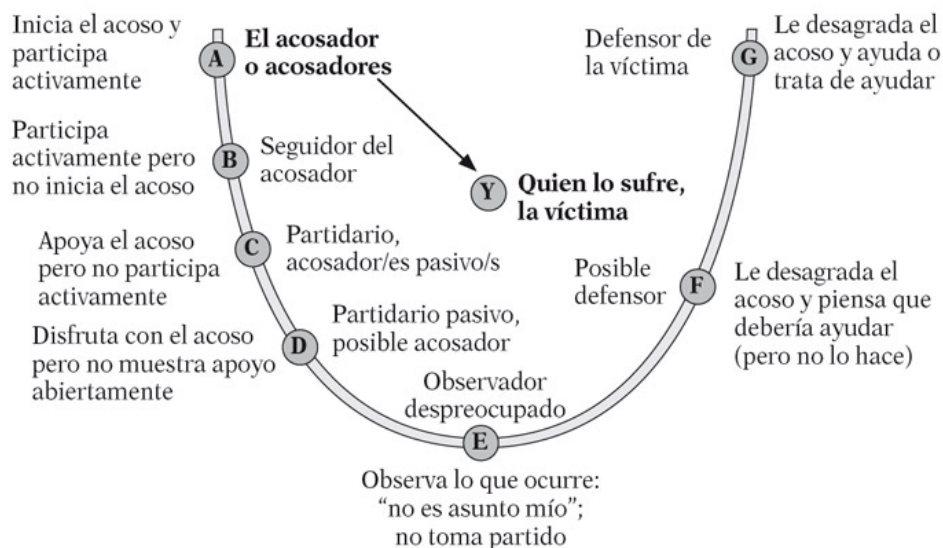 Inicia el acoso y
participa
activamente
A
El acosador
o acosadores
Defensor de
la víctima
G
Le desagrada el
acoso y ayuda o
trata de ayudar
Participa
activamente pero
no inicia el acoso
B
Seguidor del
acosador
Y
Quien lo sufre,
la víctima
Apoya el acoso
pero no participa
activamente
C
Partidario,
acosador/es pasivo/s
Posible
defensor
F
Le desagrada el
acoso y piensa que
debería ayudar
(pero no lo hace)
Disfruta con el acoso
pero no muestra apoyo
abiertamente
D
Partidario pasivo,
posible acosador
Observador
despreocupado
E
Observa lo que ocurre:
“no es asunto mío”;
no toma partido